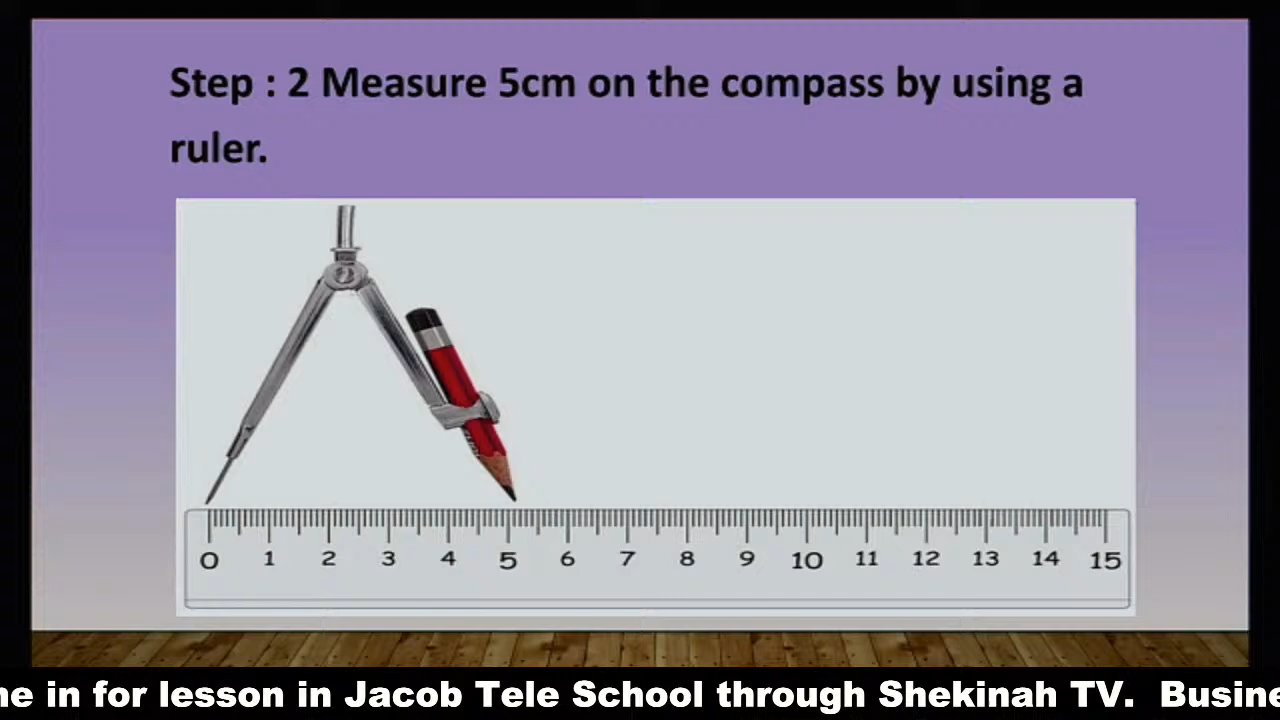 Step : 2 Measure 5cm on the compass by using a
ruler.
0 1 2 3 4 5 6 7 8 9 10 11 12 13 14 15
in for lesson in Jacob Tele School through Shekinah TV.